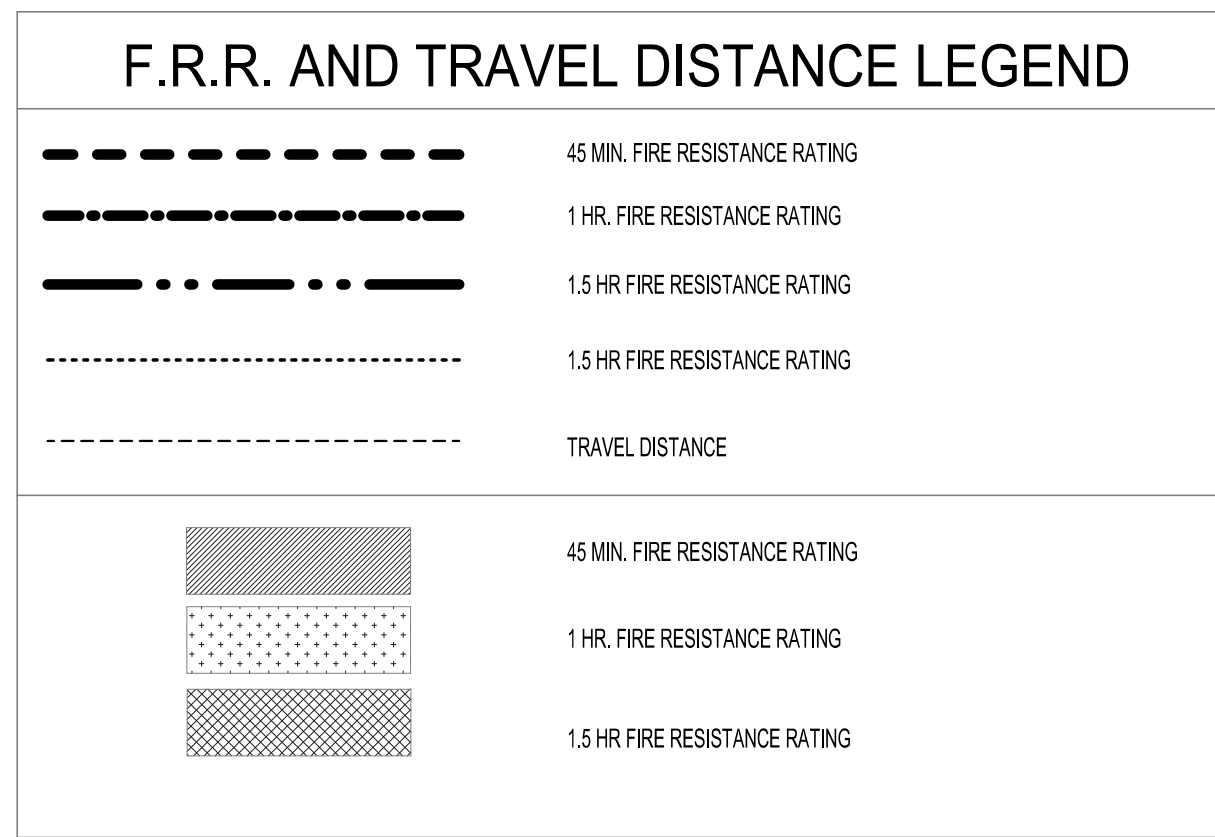 F.R.R. AND TRAVEL DISTANCE LEGEND
45 MIN. FIRE RESISTANCE RATING
1 HR. FIRE RESISTANCE RATING
1.5 HR FIRE RESISTANCE RATING
1.5 HR FIRE RESISTANCE RATING
TRAVEL DISTANCE
45 MIN. FIRE RESISTANCE RATING
1 HR. FIRE RESISTANCE RATING
1.5 HR FIRE RESISTANCE RATING